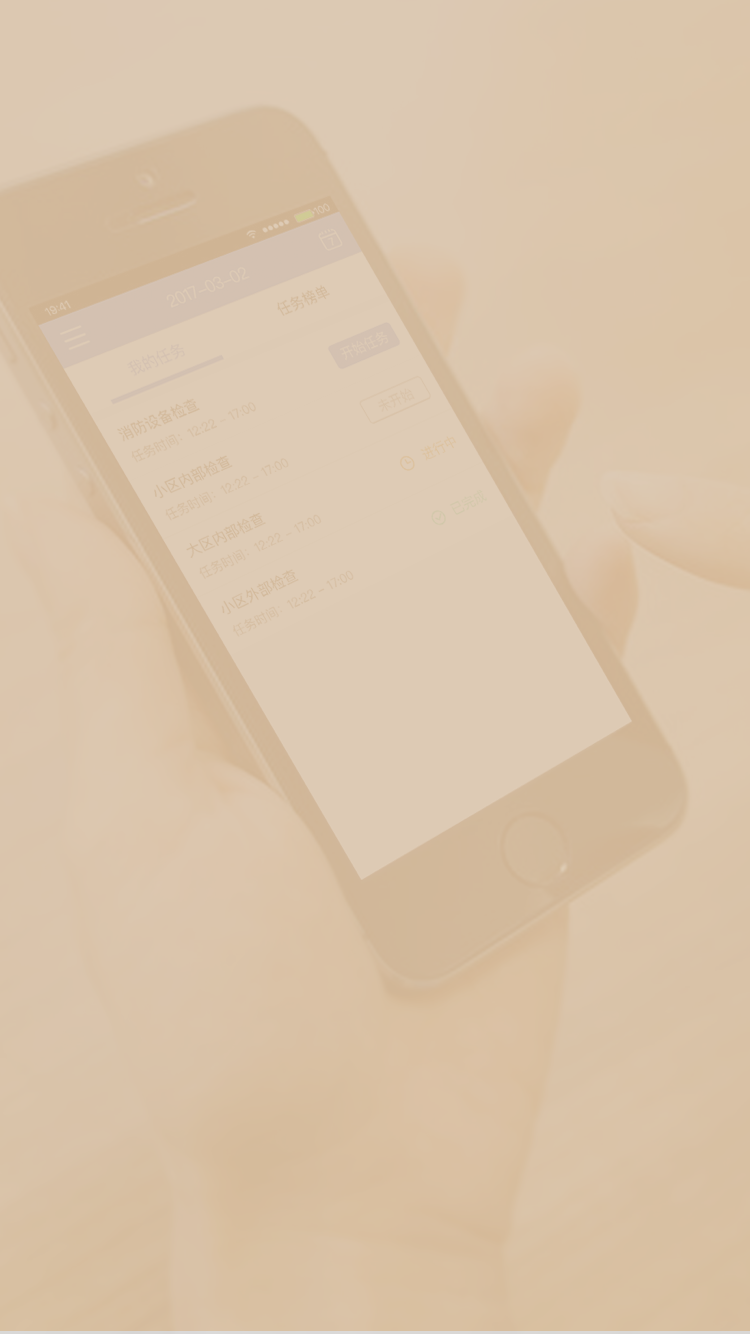 19:41
100
2017-03-02
7
我的任务
任务榜单
消防设备检查
开始任务
任务时间：12:22 - 17:00
小区内部检查
未开始
任务时间：12:22 - 17:00
大区内部检查
进行中
任务时间：12:22 - 17:00
小区外部检查
已完成
任务时间：12:22 - 17:00